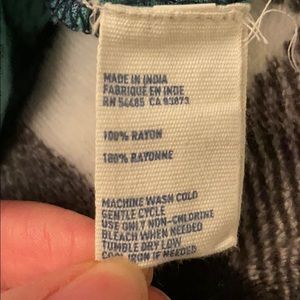 MADE IN INDIA
FABRIQUE EN INDE
RN 54485 CA 93873
100% RAYON
100% RAYONNE
MACHINE WASH COLD
GENTLE CYCLE
USE ONLY NON-CHLORINE
BLEACH WHEN NEEDED
TUMBLE DRY LOW
COOL IRON IF NEEDED